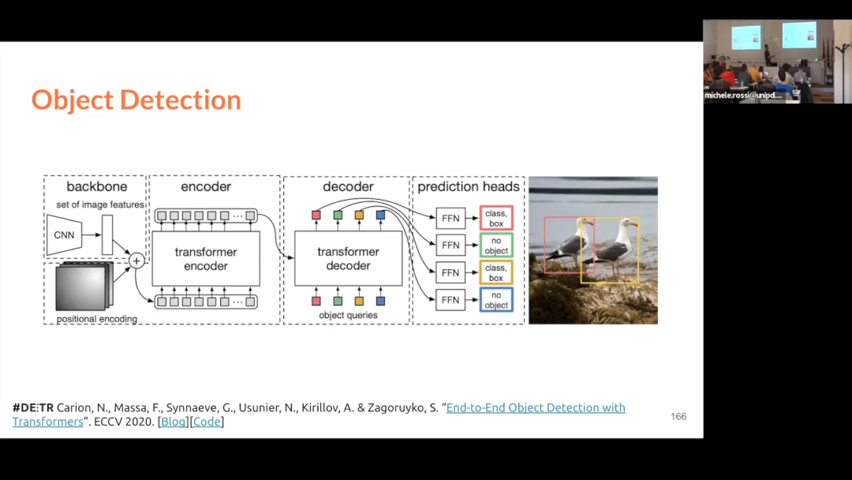 Object Detection
michele.rossi@unipd....
backbone
encoder
decoder
prediction heads
set of image features
CNN
+
positional encoding
...
transformer
encoder
...
transformer
decoder
object queries
FFN
class,
box
FFN
no
object
FFN
class,
box
FFN
no
object
#DETR Carion, N., Massa, F., Synnaeve, G., Usunier, N., Kirillov, A. & Zagoruyko, S. “End-to-End Object Detection with
Transformers”. ECCV 2020. [Blog][Code]
166